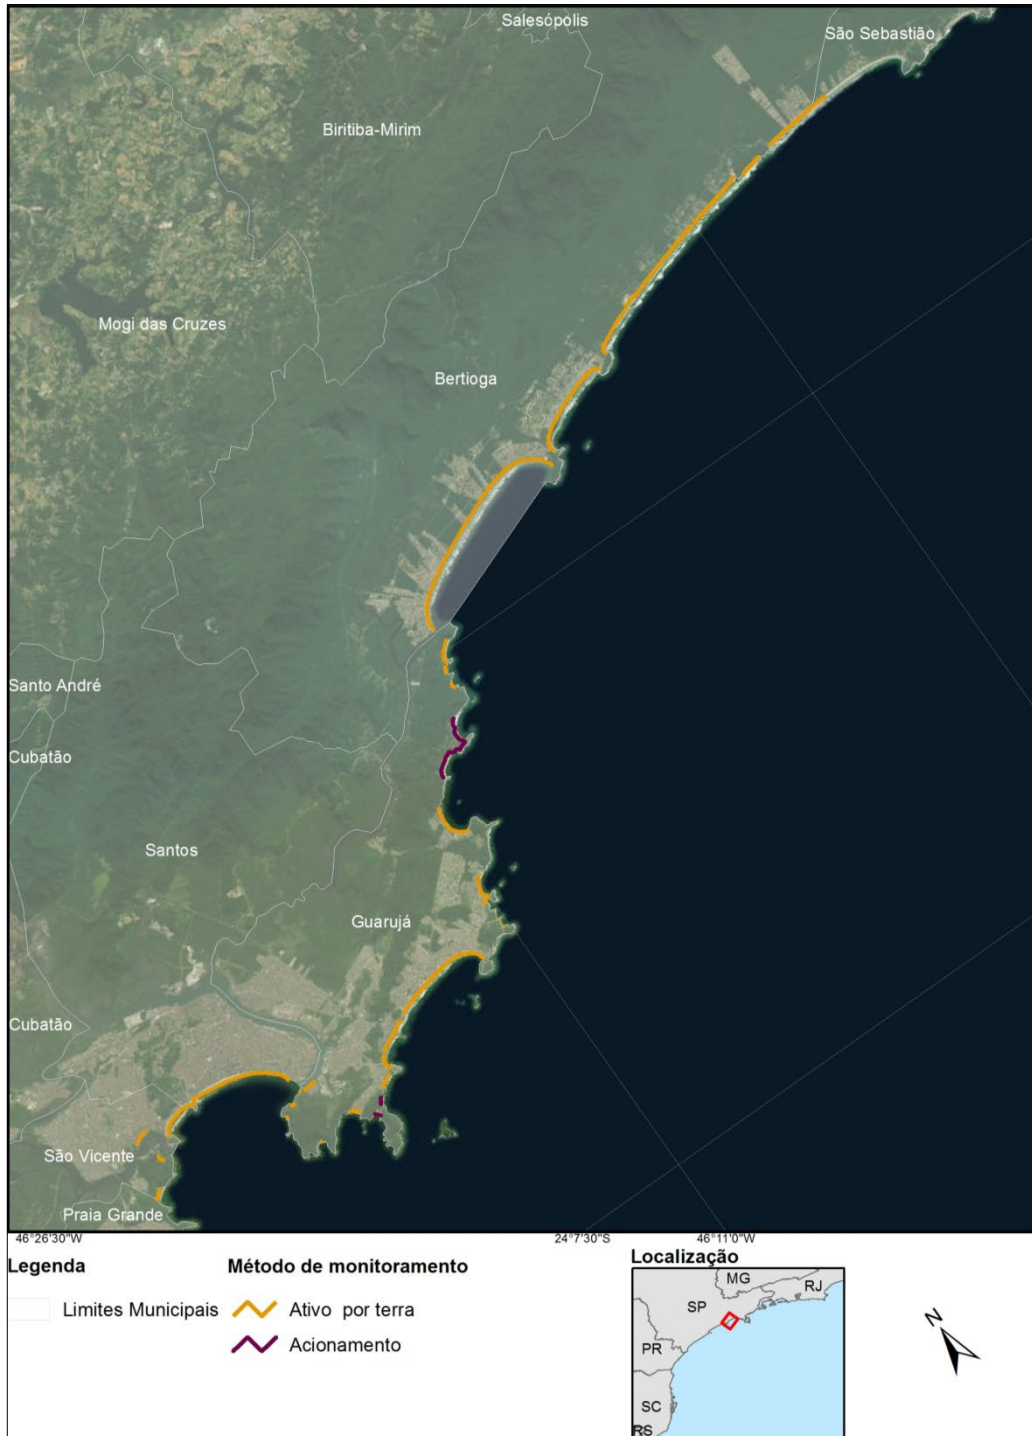 Salesópolis
São Sebastião
Biritiba-Mirim
Mogi das Cruzes
Bertioga
Santo André
Cubatão
Santos
Guarujá
Cubatão
São Vicente
Praia Grande
46°26'30"W 24°7'30"S 46°11'0"W
Legenda
Limites Municipais
Método de monitoramento
Ativo por terra
Acionamento
Localização
MG
RJ
SP
PR
SC
RS
N